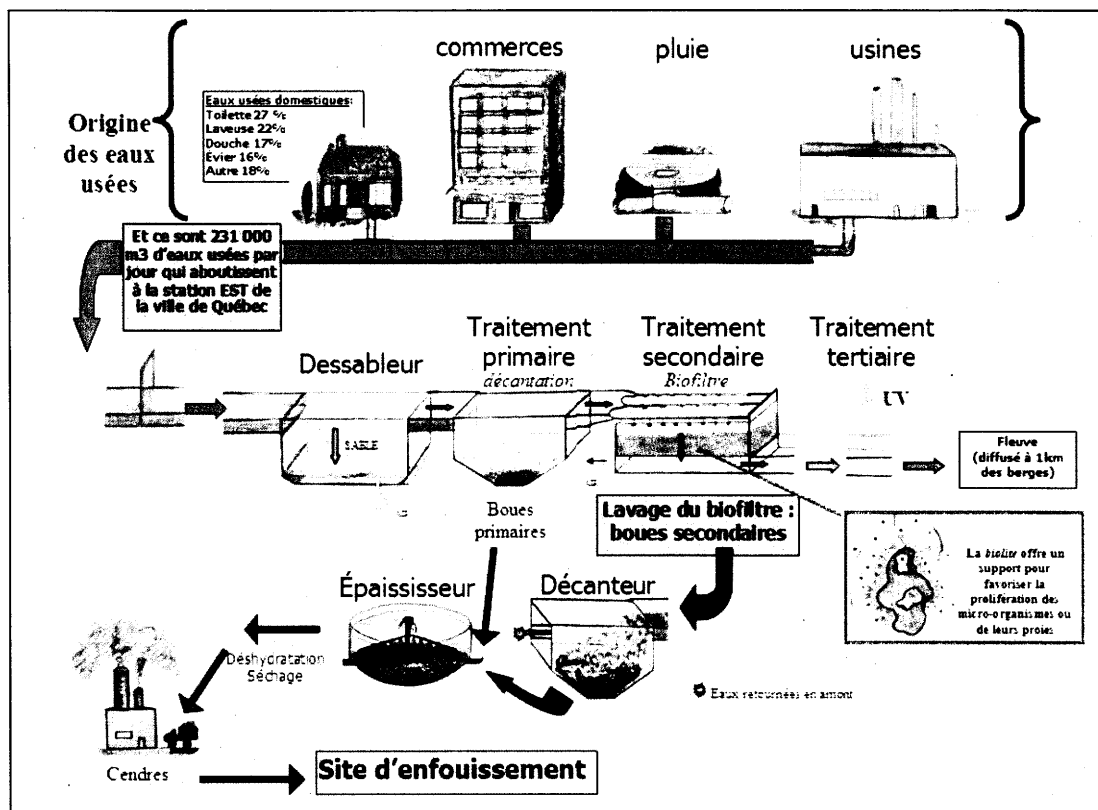 commerces
pluie
usines
Origine
des eaux
usées
Eaux usées domestiques:
Toilette 27 %
Laveuse 22%
Douche 17%
Evier 16%
Autre 18%
Et ce sont 231 000
m3 d'eaux usées par
jour qui aboutissent
à la station EST de
la ville de Québec
Dessableur
Traitement
primaire
décantation
Traitement
secondaire
Biofiltre
Traitement
tertiaire
UV
SABLE
Fleuve
(diffusé à 1km
des berges)
Boues
primaires
Lavage du biofiltre :
boues secondaires
La biolite offre un
support pour
favoriser la
prolifération des
micro-organismes ou
de leurs proies
Épaississeur
Décanteur
Déshydratation
Séchage
Eaux retournées en amont
Cendres
Site d'enfouissement